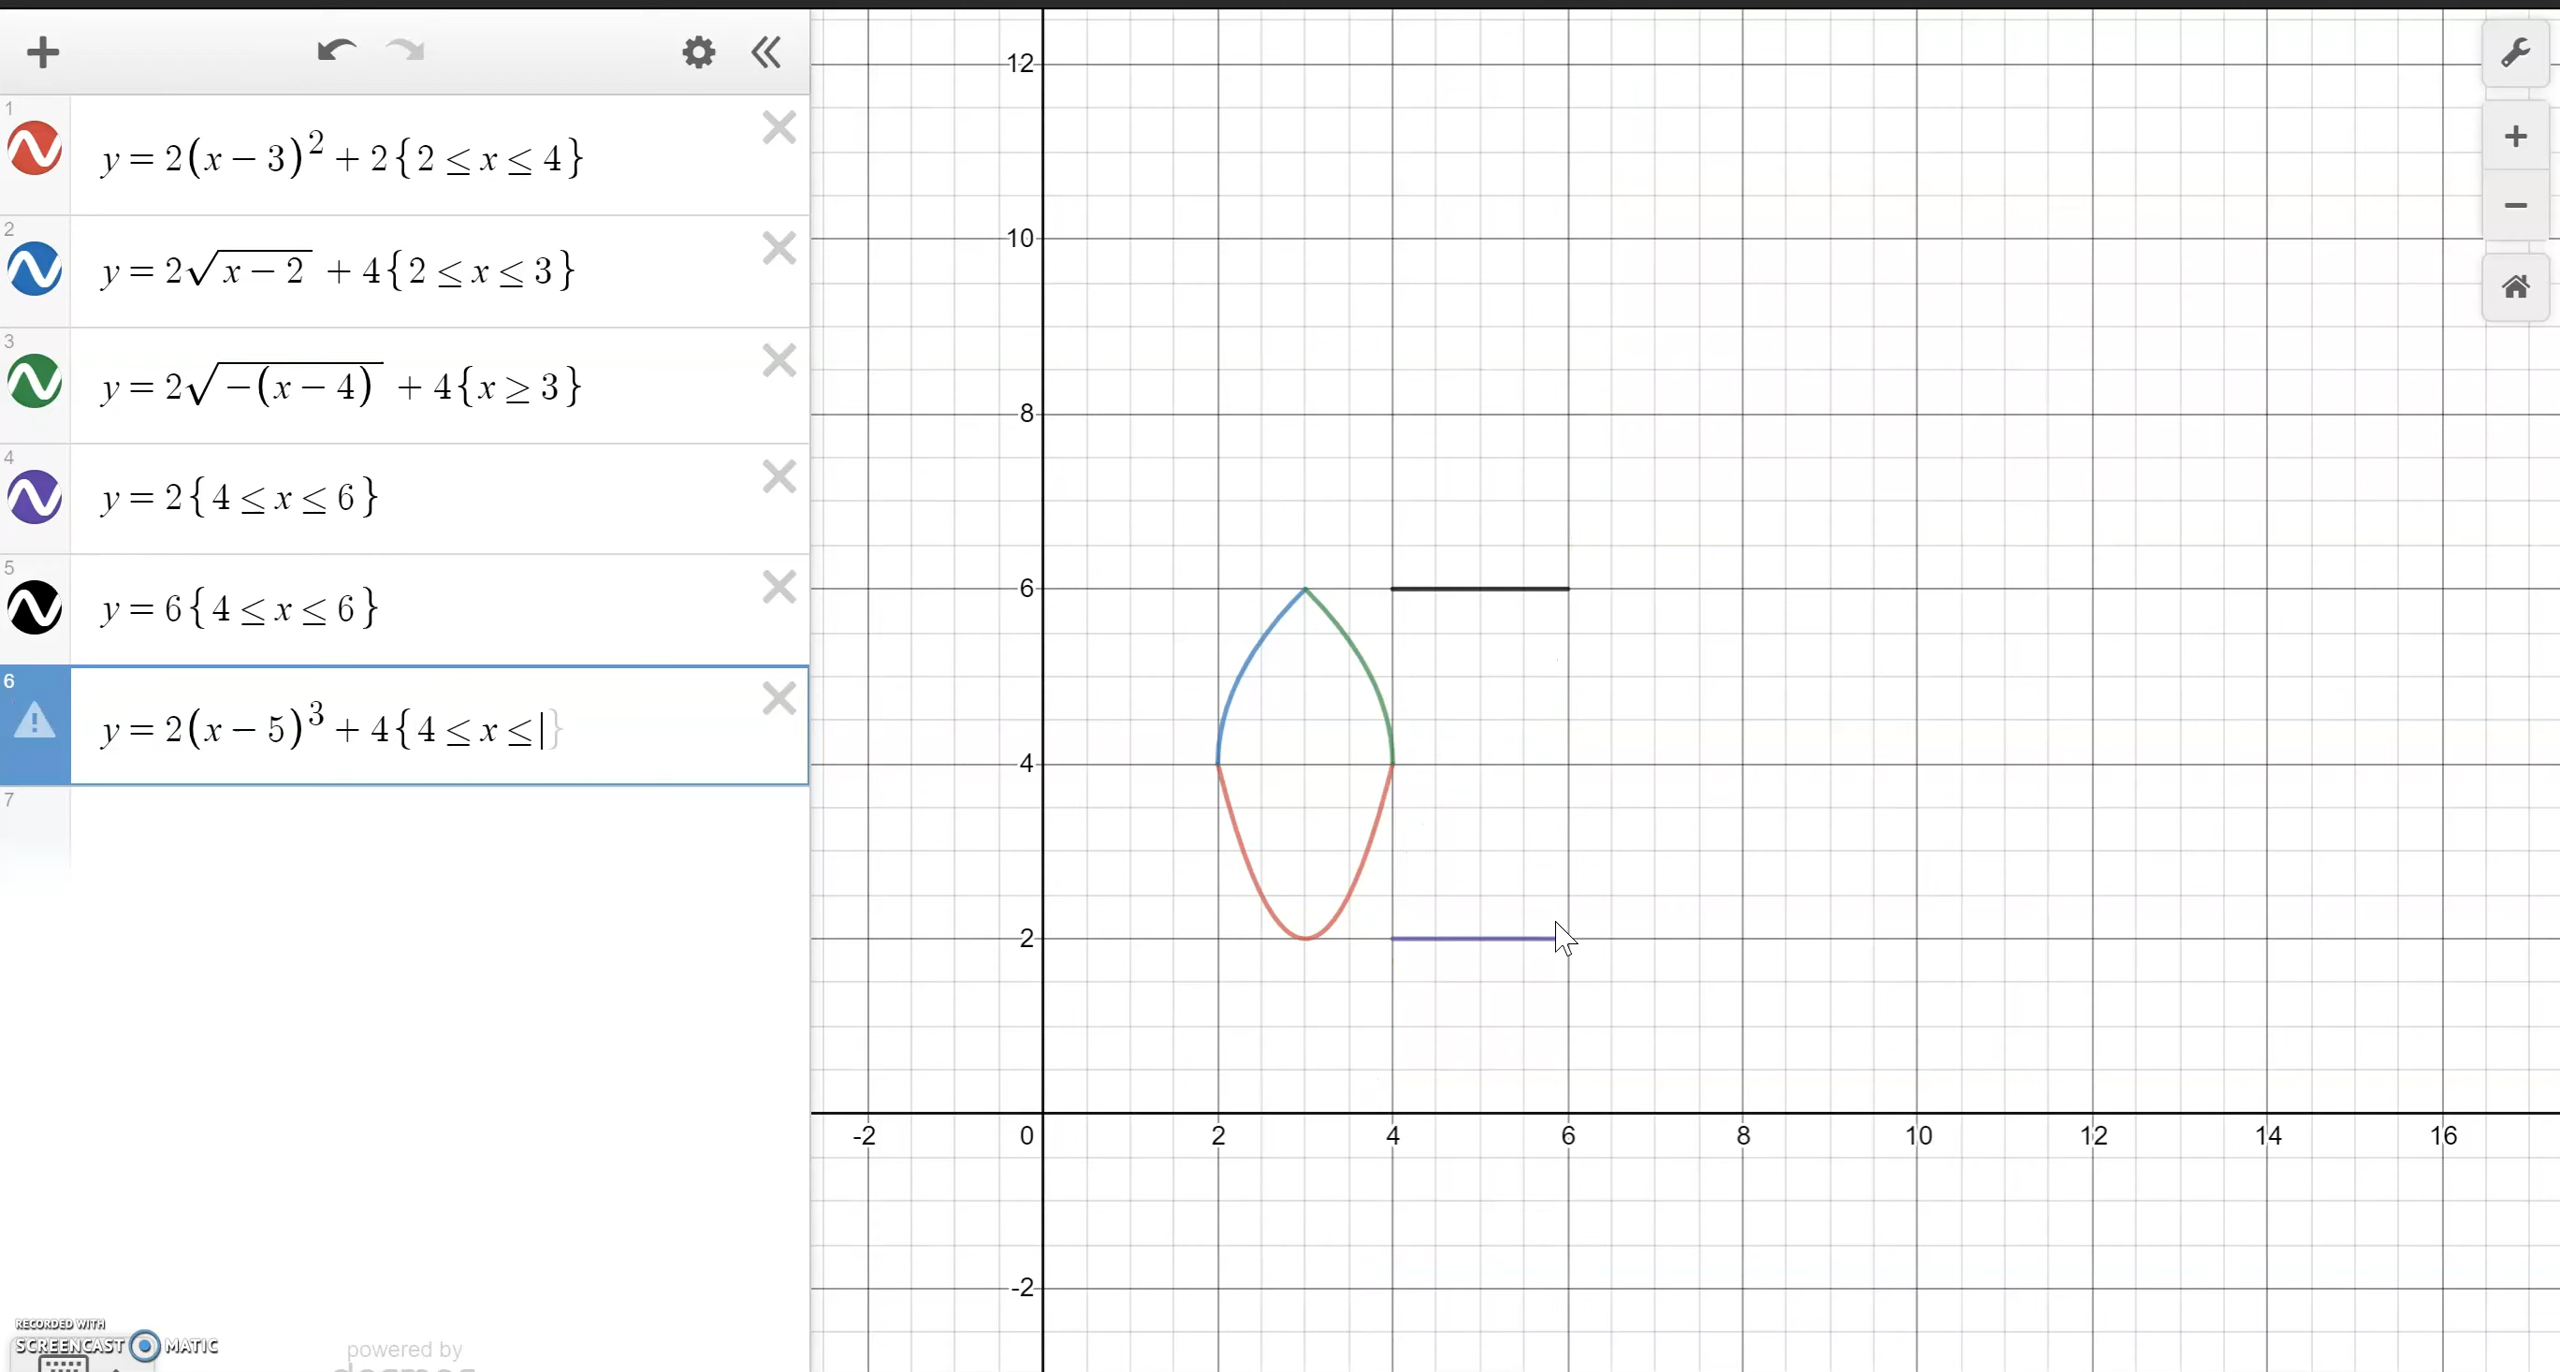 1
y = 2(x − 3)² + 2{2 ≤ x ≤ 4}
2
y = 2√(x − 2) + 4{2 ≤ x ≤ 3}
3
y = 2√(−(x − 4)) + 4{x ≥ 3}
4
y = 2{4 ≤ x ≤ 6}
5
y = 6{4 ≤ x ≤ 6}
6
y = 2(x − 5)³ + 4{4 ≤ x ≤}
7
12
10
8
6
4
2
-2 0 2 4 6 8 10 12 14 16
-2
RECORDED WITH
SCREENCAST MATIC
powered by